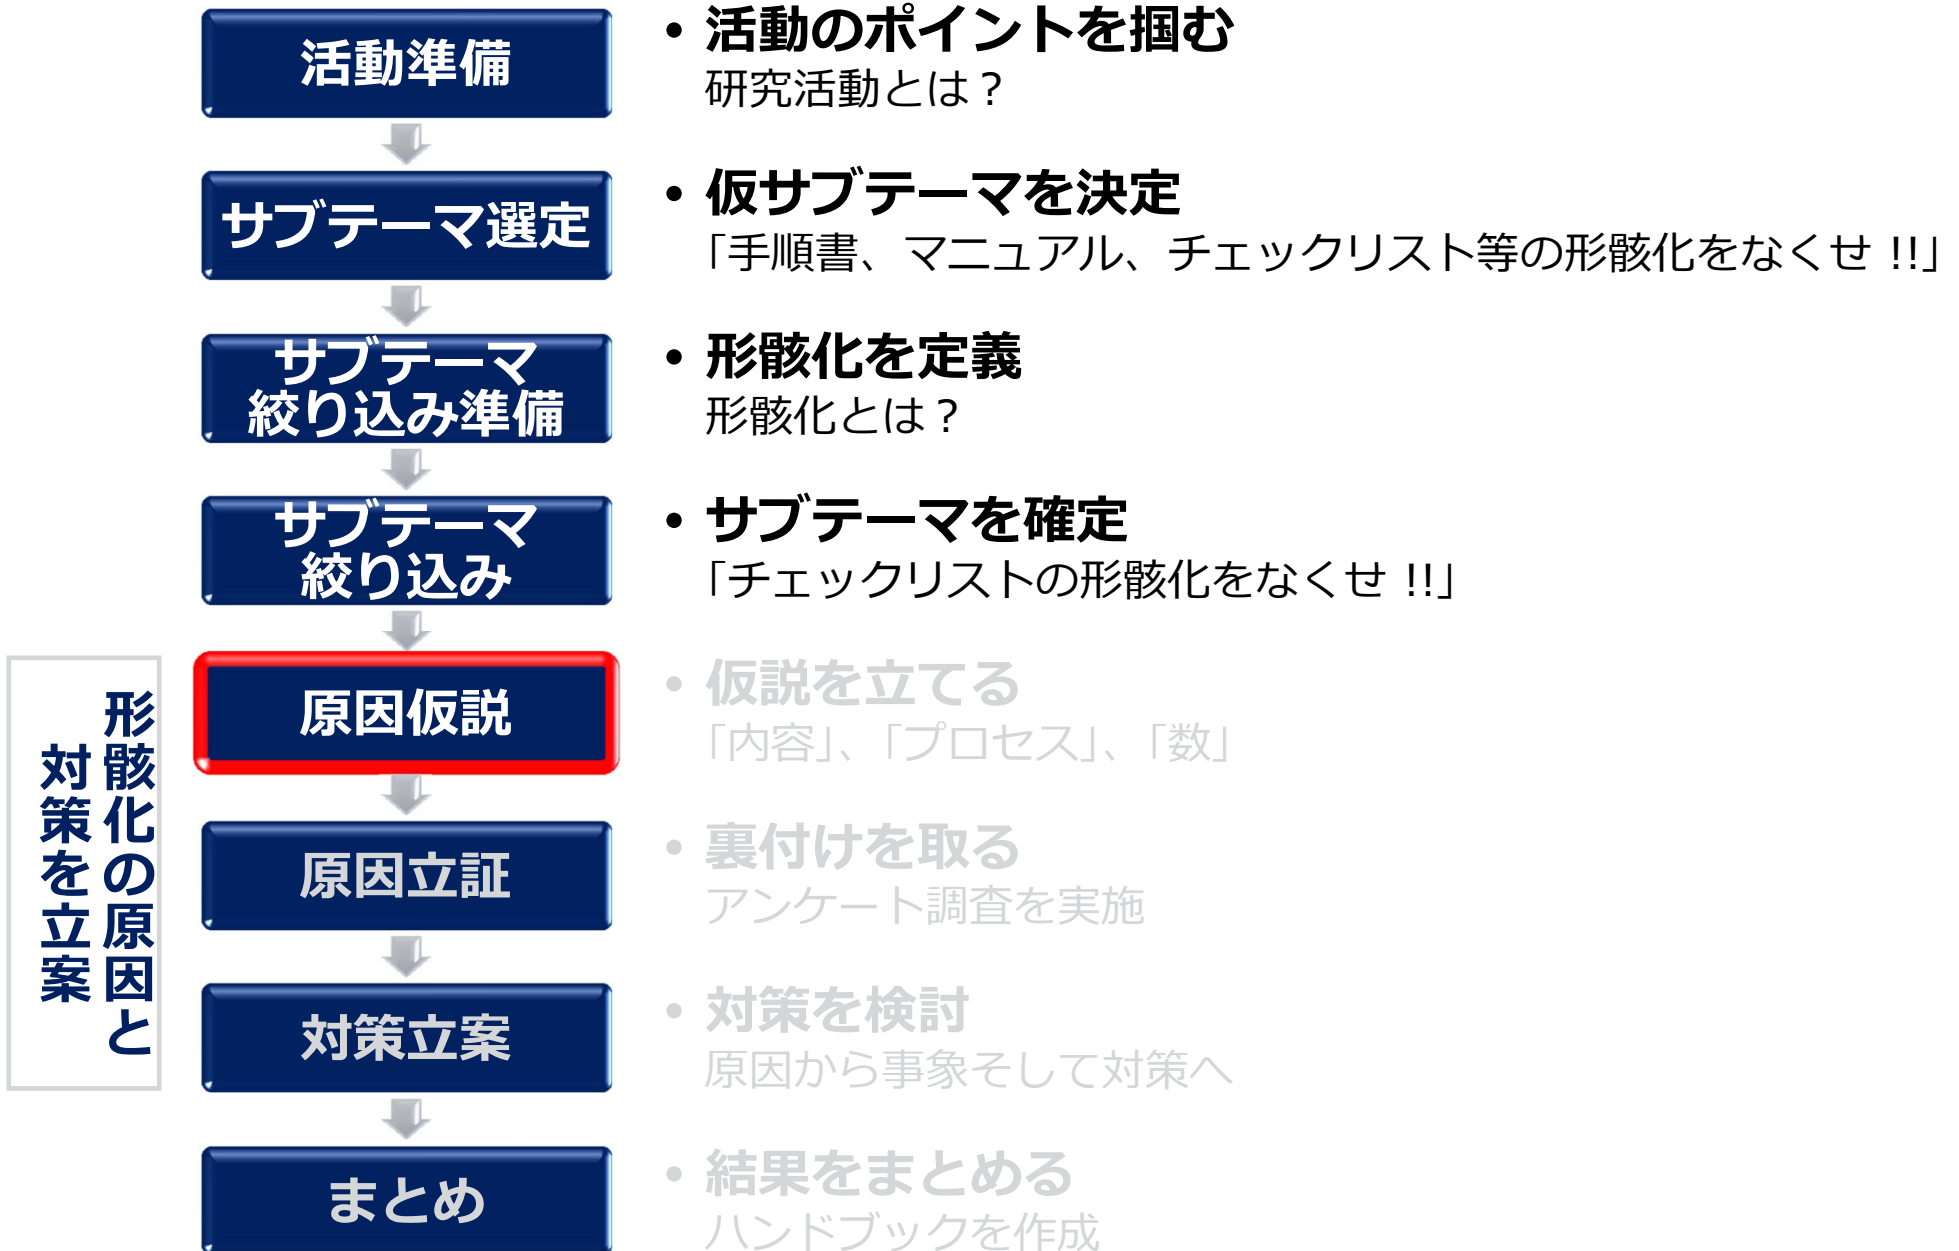 活動準備
・活動のポイントを掴む
研究活動とは？
サブテーマ選定
・仮サブテーマを決定
「手順書、マニュアル、チェックリスト等の形骸化をなくせ !!」
サブテーマ
絞り込み準備
・形骸化を定義
形骸化とは？
サブテーマ
絞り込み
・サブテーマを確定
「チェックリストの形骸化をなくせ !!」
形骸化の原因と
対策を立案
原因仮説
・仮説を立てる
「内容」、「プロセス」、「数」
原因立証
・裏付けを取る
アンケート調査を実施
対策立案
・対策を検討
原因から事象そして対策へ
まとめ
・結果をまとめる
ハンドブックを作成